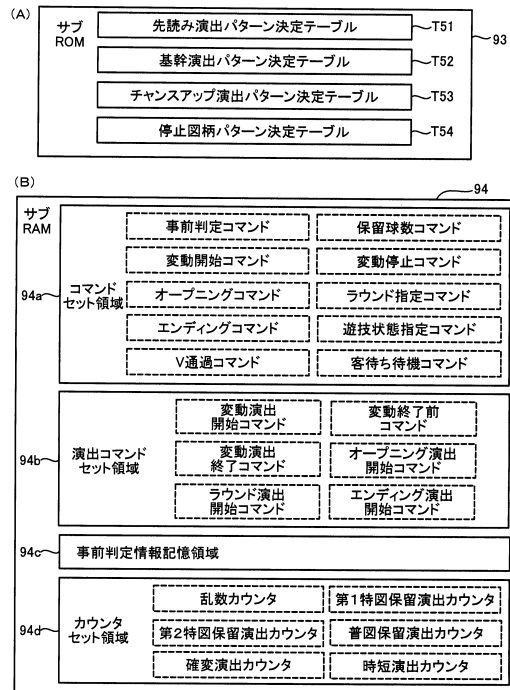 (A)
サブ
ROM
先読み演出パターン決定テーブル
T51
基幹演出パターン決定テーブル
T52
チャンスアップ演出パターン決定テーブル
T53
停止図柄パターン決定テーブル
T54
93
(B)
94
サブ
RAM
94a
コマンド
セット領域
事前判定コマンド
保留球数コマンド
変動開始コマンド
変動停止コマンド
オープニングコマンド
ラウンド指定コマンド
エンディングコマンド
遊技状態指定コマンド
V通過コマンド
客待ち待機コマンド
94b
演出コマンド
セット領域
変動演出
開始コマンド
変動終了前
コマンド
変動演出
終了コマンド
オープニング演出
開始コマンド
ラウンド演出
開始コマンド
エンディング演出
開始コマンド
94c
事前判定情報記憶領域
94d
カウンタ
セット領域
乱数カウンタ
第1特図保留演出カウンタ
第2特図保留演出カウンタ
普図保留演出カウンタ
確変演出カウンタ
時短演出カウンタ